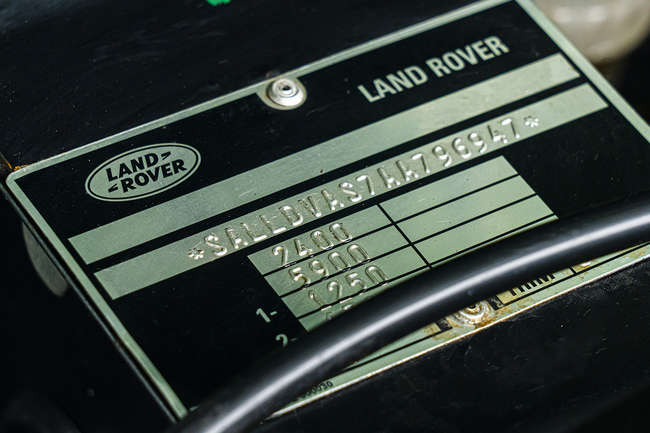 LAND ROVER
LAND
ROVER
*SALLDVAS7AA796947*
2400
5900
1-
1250
2-